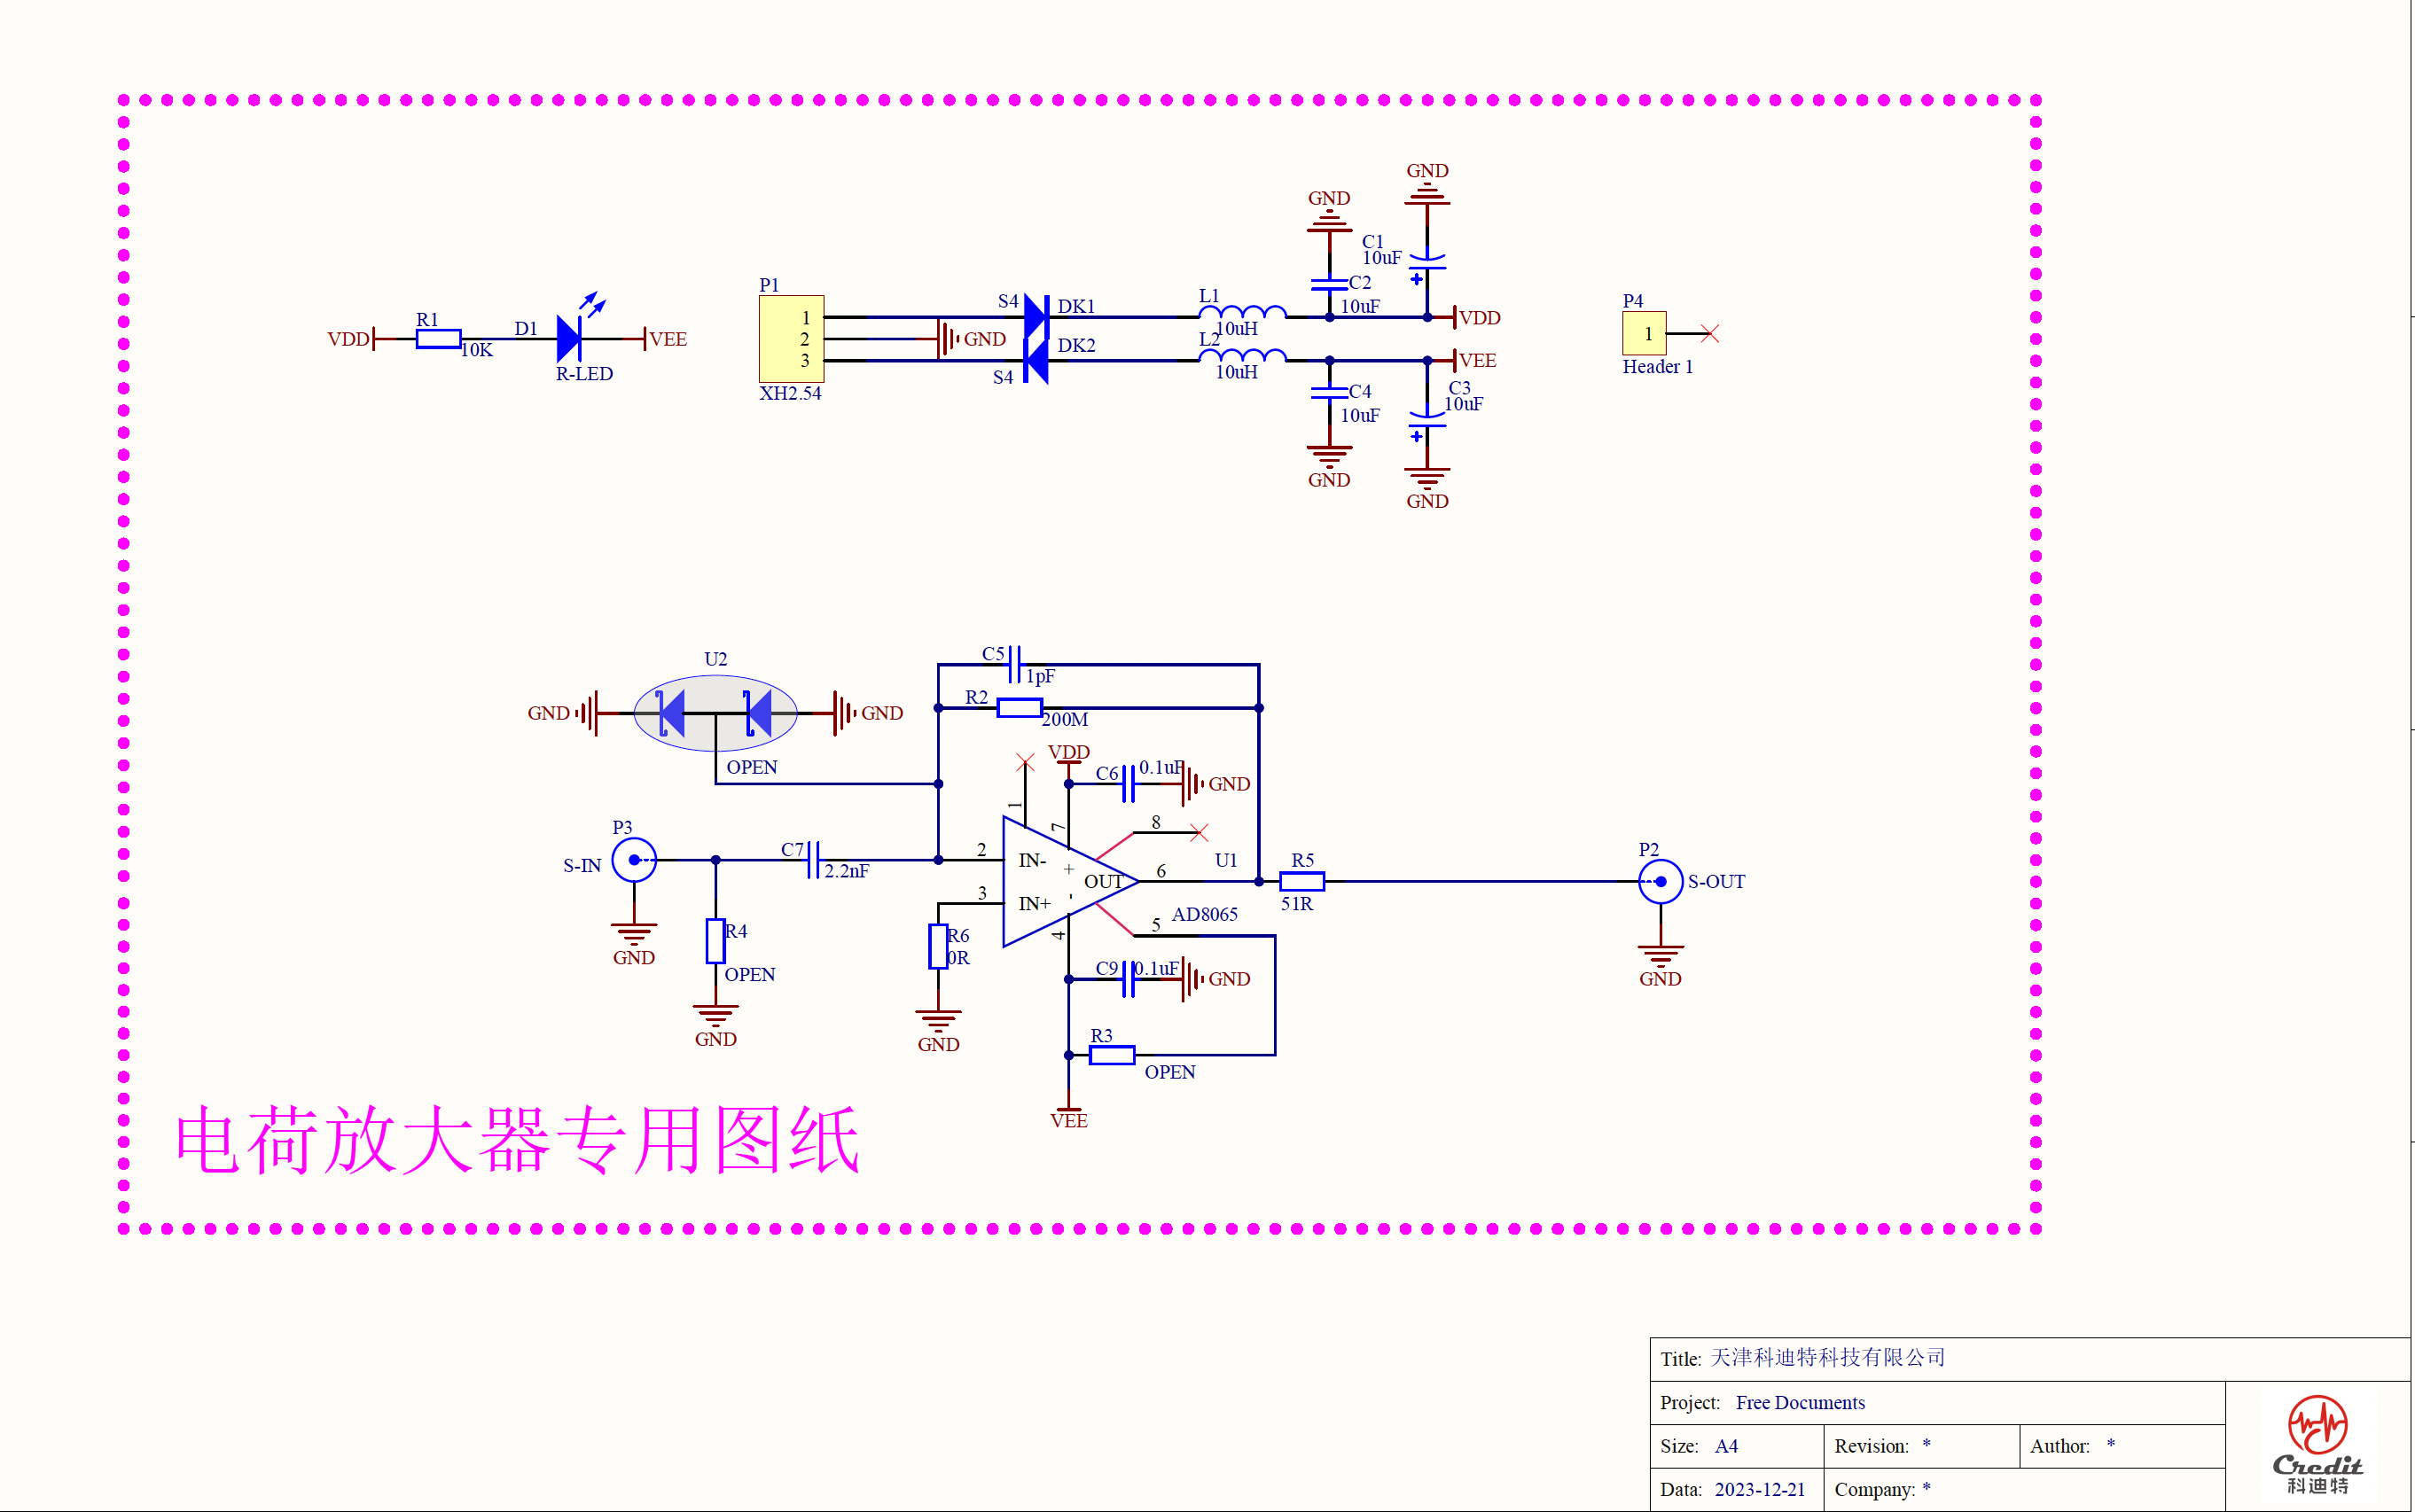 GND
GND
C1
10uF
C2
10uF
P1
1
2
3
XH2.54
GND
S4
DK1
DK2
S4
L1
10uH
L2
10uH
VDD
VEE
P4
1
Header 1
VDD
R1
10K
D1
R-LED
VEE
C4
10uF
C3
10uF
GND
GND
U2
GND
GND
OPEN
C5
1pF
R2
200M
VDD
C6
0.1uF
GND
1
7
8
P3
S-IN
C7
2.2nF
2
IN-
+
OUT
6
U1
R5
51R
P2
S-OUT
3
IN+
-
5
AD8065
4
GND
R4
OPEN
GND
R6
0R
GND
C9
0.1uF
GND
GND
R3
OPEN
VEE
电荷放大器专用图纸
Title: 天津科迪特科技有限公司
Project: Free Documents
Size: A4 Revision: * Author: *
Data: 2023-12-21 Company: *
Credit
科迪特